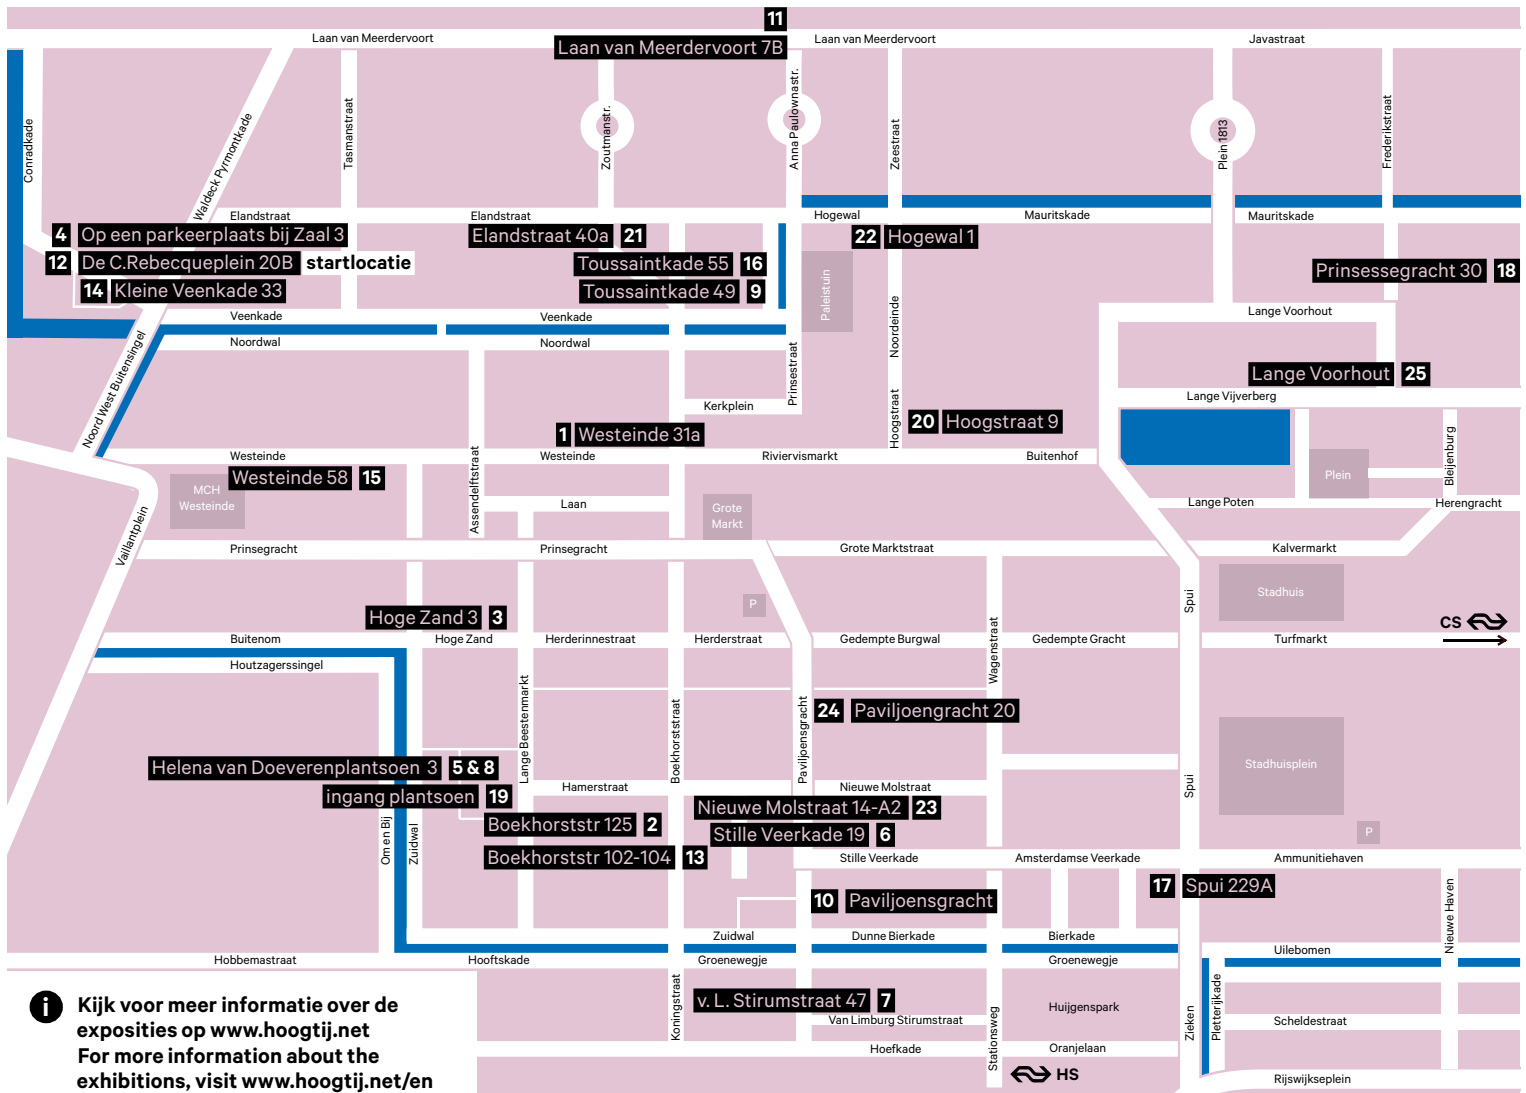 11
Laan van Meerdervoort
Laan van Meerdervoort 7B
Laan van Meerdervoort
Javastraat
Conradkade
Waldeck Pyrmontkade
Tasmanstraat
Zoutmanstr.
Anna Paulownastr.
Zeestraat
Plein 1813
Frederikstraat
Elandstraat
Elandstraat
Hogewal
Mauritskade
Mauritskade
4 Op een parkeerplaats bij Zaal 3
Elandstraat 40a 21
22 Hogewal 1
12 De C.Rebecqueplein 20B startlocatie
Toussaintkade 55 16
Prinsessegracht 30 18
14 Kleine Veenkade 33
Toussaintkade 49 9
Paleistuin
Noordeinde
Veenkade
Veenkade
Lange Voorhout
Noordwal
Noordwal
Noord West Buitensingel
Prinsestraat
Lange Voorhout 25
Kerkplein
Hoogstraat
Lange Vijverberg
20 Hoogstraat 9
1 Westeinde 31a
Westeinde
Westeinde
Riviervismarkt
Buitenhof
Bleijenburg
Westeinde 58 15
MCH
Westeinde
Assendelftstraat
Plein
Laan
Grote
Markt
Lange Poten
Herengracht
Vaillantplein
Prinsegracht
Prinsegracht
Grote Marktstraat
Kalvermarkt
Stadhuis
Spui
P
Hoge Zand 3 3
CS
Buitenom
Hoge Zand
Herderinnestraat
Herderstraat
Gedempte Burgwal
Wagenstraat
Gedempte Gracht
Turfmarkt
Houtzagerssingel
Lange Beestenmarkt
Boekhorststraat
Paviljoensgracht
24 Paviljoengracht 20
Helena van Doeverenplantsoen 3 5 & 8
Stadhuisplein
Spui
ingang plantsoen 19
Hamerstraat
Nieuwe Molstraat
Nieuwe Molstraat 14-A2 23
Boekhorststr 125 2
Stille Veerkade 19 6
P
Om en Bij
Zuidwal
Boekhorststr 102-104 13
Stille Veerkade
Amsterdamse Veerkade
Ammunitiehaven
17 Spui 229A
10 Paviljoensgracht
Nieuwe Haven
Zuidwal
Dunne Bierkade
Bierkade
Uilebomen
Hobbemastraat
Hooftskade
Groenewegje
Groenewegje
v. L. Stirumstraat 47 7
Koningstraat
Van Limburg Stirumstraat
Stationsweg
Huijgenspark
Zieken
Pletterijkade
Scheldestraat
Hoefkade
Oranjelaan
HS
Rijswijkseplein
i
Kijk voor meer informatie over de
exposities op www.hoogtij.net
For more information about the
exhibitions, visit www.hoogtij.net/en